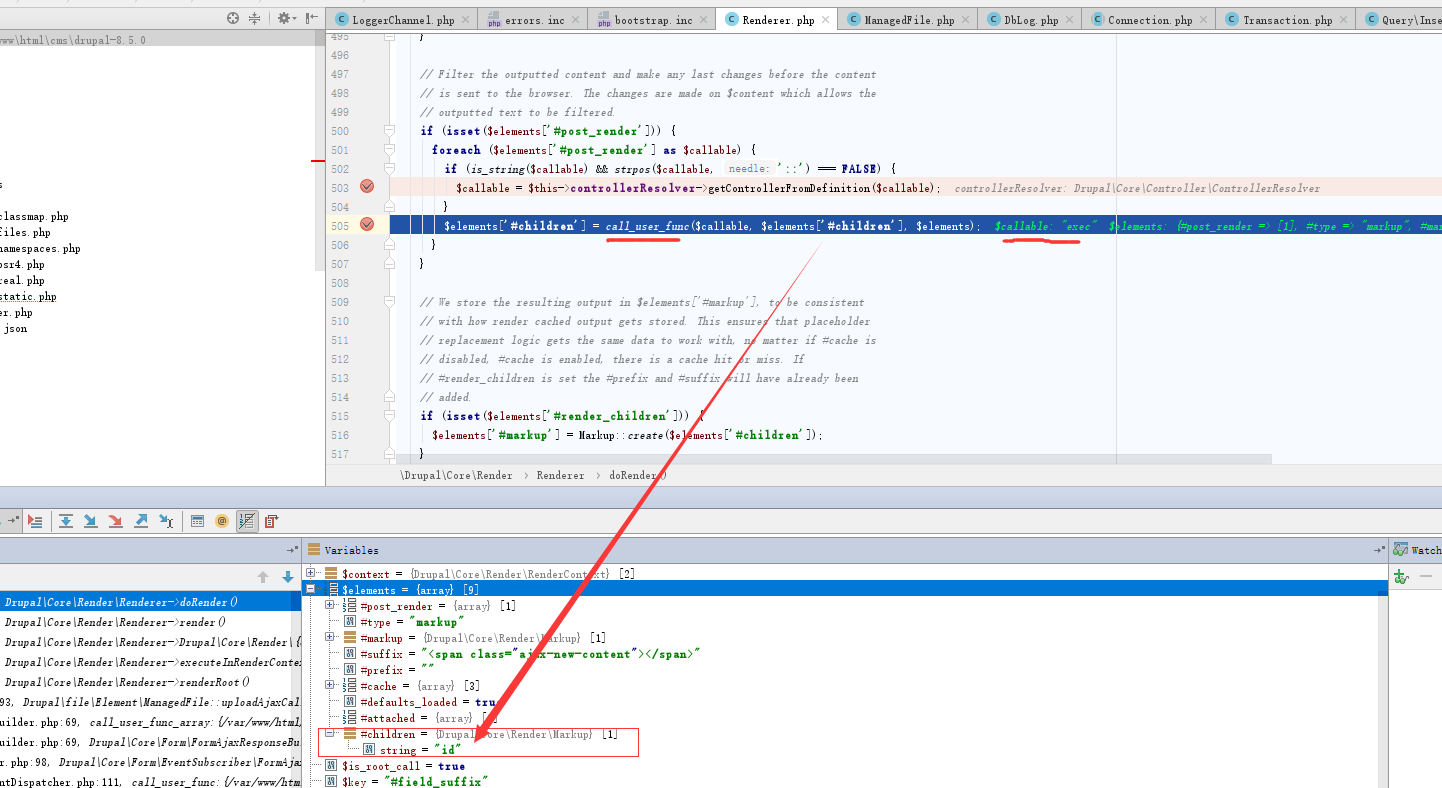 LoggerChannel.php × errors.inc × bootstrap.inc × Renderer.php × ManagedFile.php × DbLog.php × Connection.php × Transaction.php × Query\Inse
ww\html\cms\drupal-8.5.0
s
classmap.php
files.php
namespaces.php
psr4.php
real.php
static.php
er.php
json
495 }
496
497 // Filter the outputted content and make any last changes before the content
498 // is sent to the browser. The changes are made on $content which allows the
499 // outputted text to be filtered.
500 if (isset($elements['#post_render'])) {
501 foreach ($elements['#post_render'] as $callable) {
502 if (is_string($callable) && strpos($callable, needle: '::') === FALSE) {
503 $callable = $this->controllerResolver->getControllerFromDefinition($callable); controllerResolver: Drupal\Core\Controller\ControllerResolver
504 }
505 $elements['#children'] = call_user_func($callable, $elements['#children'], $elements); $callable: "exec" $elements: {#post_render => [1], #type => "markup", #mar
506 }
507 }
508
509 // We store the resulting output in $elements['#markup'], to be consistent
510 // with how render cached output gets stored. This ensures that placeholder
511 // replacement logic gets the same data to work with, no matter if #cache is
512 // disabled, #cache is enabled, there is a cache hit or miss. If
513 // #render_children is set the #prefix and #suffix will have already been
514 // added.
515 if (isset($elements['#render_children'])) {
516 $elements['#markup'] = Markup::create($elements['#children']);
517 }
\Drupal\Core\Render › Renderer › doRender()
Variables
Watch
Drupal\Core\Render\Renderer->doRender()
Drupal\Core\Render\Renderer->render()
Drupal\Core\Render\Renderer->Drupal\Core\Render\{
Drupal\Core\Render\Renderer->executeInRenderConte
Drupal\Core\Render\Renderer->renderRoot()
93, Drupal\file\Element\ManagedFile::uploadAjaxCal
uilder.php:69, call_user_func_array:{/var/www/html/
uilder.php:69, Drupal\Core\Form\FormAjaxResponseBu
r.php:98, Drupal\Core\Form\EventSubscriber\FormAja
ntDispatcher.php:111, call_user_func:{/var/www/htm
$context = {Drupal\Core\Render\RenderContext} [2]
$elements = {array} [9]
#post_render = {array} [1]
#type = "markup"
#markup = {Drupal\Core\Render\Markup} [1]
#suffix = "<span class="ajax-new-content"></span>"
#prefix = ""
#cache = {array} [3]
#defaults_loaded = true
#attached = {array}
#children = {Drupal\Core\Render\Markup} [1]
string = "id"
$is_root_call = true
$key = "#field_suffix"